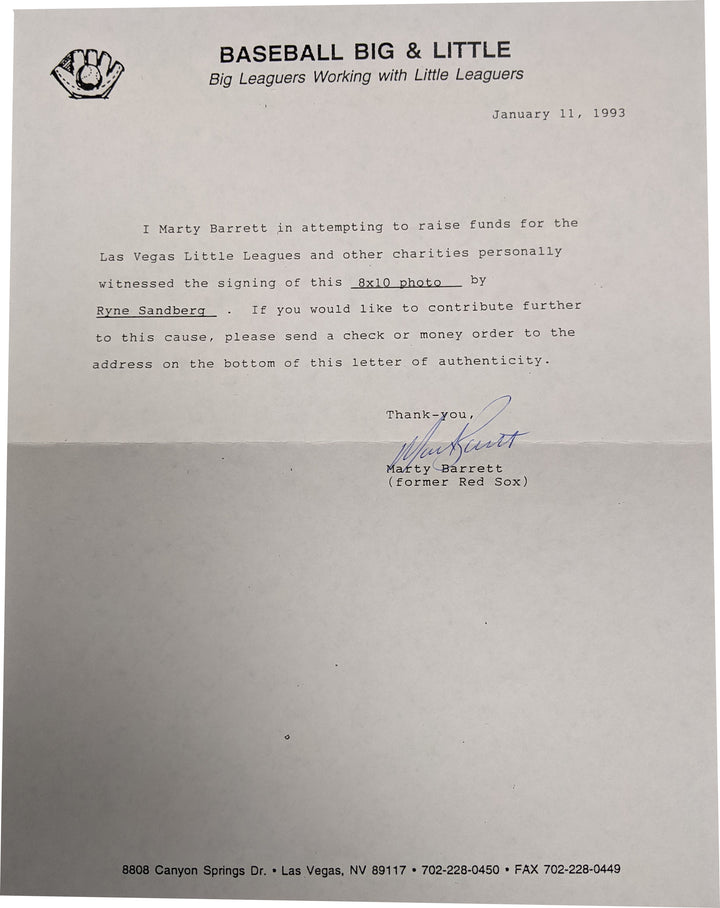 BASEBALL BIG & LITTLE
Big Leaguers Working with Little Leaguers
January 11, 1993
I Marty Barrett in attempting to raise funds for the
Las Vegas Little Leagues and other charities personally
witnessed the signing of this 8x10 photo by
Ryne Sandberg . If you would like to contribute further
to this cause, please send a check or money order to the
address on the bottom of this letter of authenticity.
Thank-you,
Marty Barrett
Marty Barrett
(former Red Sox)
8808 Canyon Springs Dr. • Las Vegas, NV 89117 • 702-228-0450 • FAX 702-228-0449